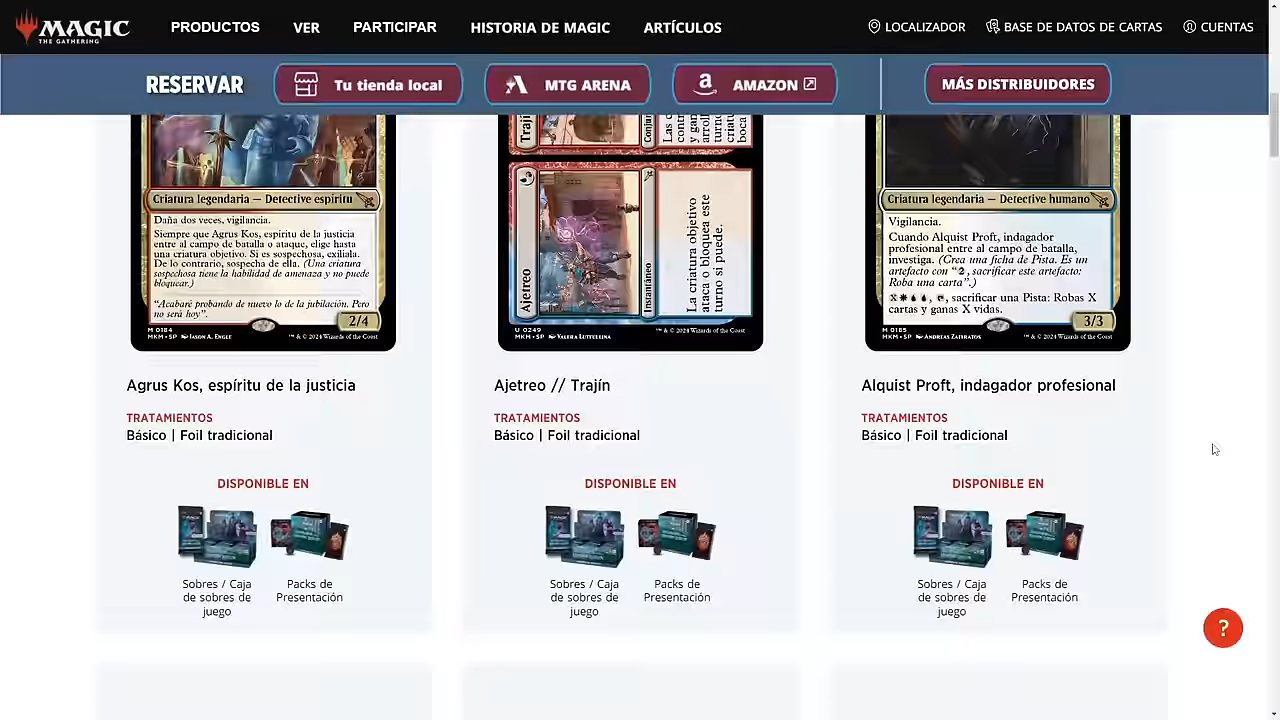 MAGIC
THE GATHERING
PRODUCTOS
VER
PARTICIPAR
HISTORIA DE MAGIC
ARTÍCULOS
LOCALIZADOR
BASE DE DATOS DE CARTAS
CUENTAS
RESERVAR
Tu tienda local
MTG ARENA
AMAZON
MÁS DISTRIBUIDORES
Criatura legendaria — Detective espíritu
Daña dos veces, vigilancia.
Siempre que Agrus Kos, espíritu de la justicia
entre al campo de batalla o ataque, elige hasta
una criatura objetivo. Si es sospechosa, exíliala.
De lo contrario, sospecha de ella. (Una criatura
sospechosa tiene la habilidad de amenaza y no puede
bloquear.)
“Acabaré probando de nuevo lo de la jubilación. Pero
no será hoy”.
2/4
M 0184
MKM • SP JASON A. ENGLE
™ & © 2024 Wizards of the Coast
Ajetreo
Instantáneo
La criatura objetivo
ataca o bloquea este
turno si puede.
U 0249
MKM • SP VALERA LUTFULLINA
™ & © 2024 Wizards of the Coast
Criatura legendaria — Detective humano
Vigilancia.
Cuando Alquist Proft, indagador
profesional entre al campo de batalla,
investiga. (Crea una ficha de Pista. Es un
artefacto con “2, sacrificar este artefacto:
Roba una carta”.)
X, sacrificar una Pista: Robas X
cartas y ganas X vidas.
3/3
M 0185
MKM • SP ANDREAS ZAFIRATOS
™ & © 2024 Wizards of the Coast
Agrus Kos, espíritu de la justicia
TRATAMIENTOS
Básico | Foil tradicional
DISPONIBLE EN
Sobres / Caja
de sobres de
juego
Packs de
Presentación
Ajetreo // Trajín
TRATAMIENTOS
Básico | Foil tradicional
DISPONIBLE EN
Sobres / Caja
de sobres de
juego
Packs de
Presentación
Alquist Proft, indagador profesional
TRATAMIENTOS
Básico | Foil tradicional
DISPONIBLE EN
Sobres / Caja
de sobres de
juego
Packs de
Presentación
?